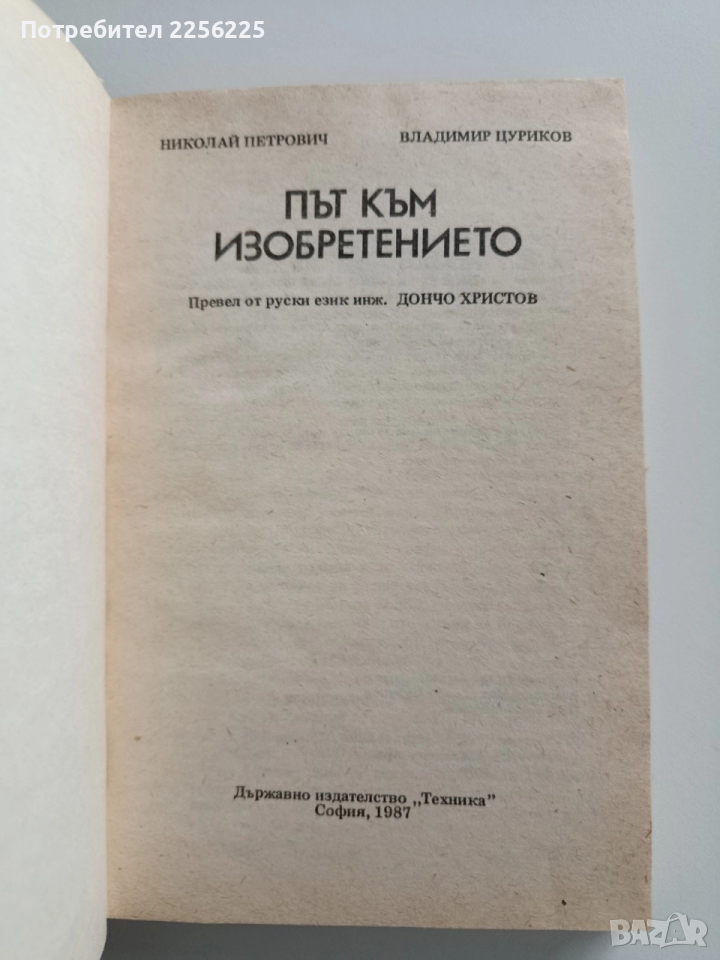 Потребител 2256225
НИКОЛАЙ ПЕТРОВИЧ ВЛАДИМИР ЦУРИКОВ
ПЪТ КЪМ
ИЗОБРЕТЕНИЕТО
Превел от руски език инж. ДОНЧО ХРИСТОВ
Държавно издателство „Техника"
София, 1987
BAZAR